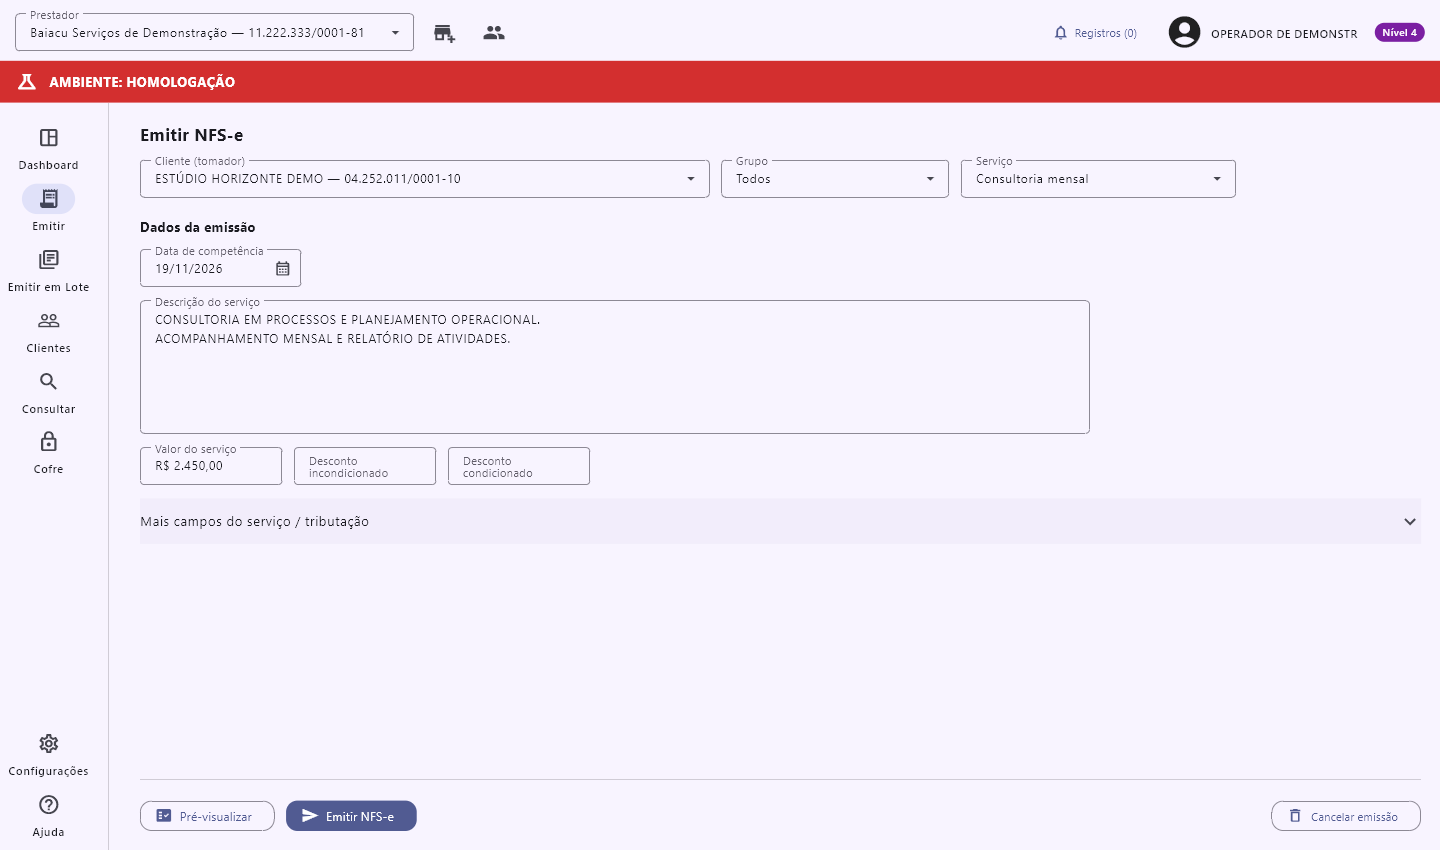 Prestador
Baiacu Serviços de Demonstração — 11.222.333/0001-81
Registros (0)
OPERADOR DE DEMONSTR
Nível 4
AMBIENTE: HOMOLOGAÇÃO
Dashboard
Emitir
Emitir em Lote
Clientes
Consultar
Cofre
Configurações
Ajuda
Emitir NFS-e
Cliente (tomador)
ESTÚDIO HORIZONTE DEMO — 04.252.011/0001-10
Grupo
Todos
Serviço
Consultoria mensal
Dados da emissão
Data de competência
19/11/2026
Descrição do serviço
CONSULTORIA EM PROCESSOS E PLANEJAMENTO OPERACIONAL.
ACOMPANHAMENTO MENSAL E RELATÓRIO DE ATIVIDADES.
Valor do serviço
R$ 2.450,00
Desconto
incondicionado
Desconto
condicionado
Mais campos do serviço / tributação
Pré-visualizar
Emitir NFS-e
Cancelar emissão